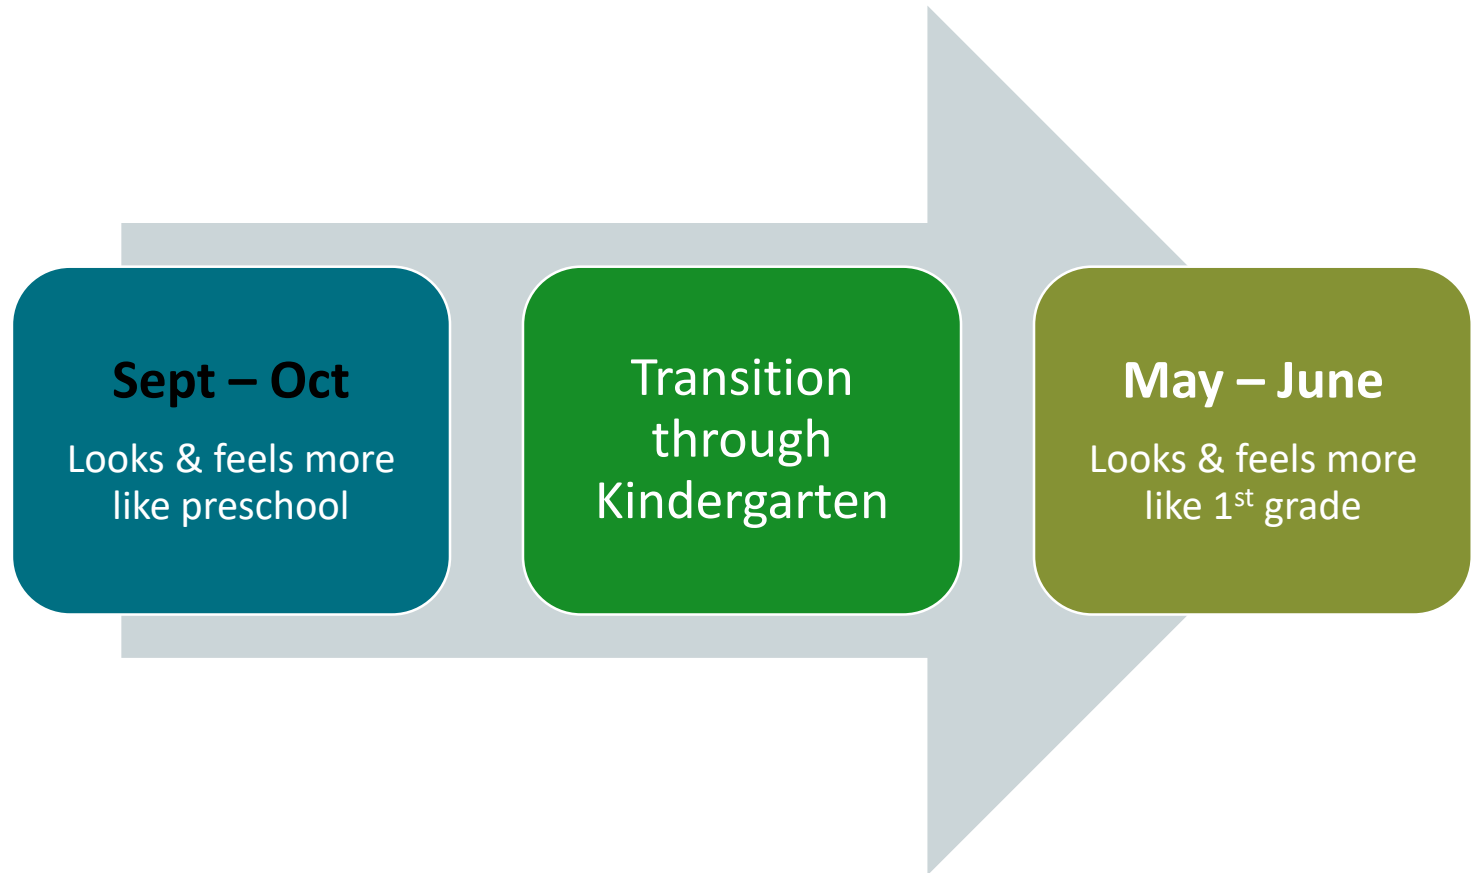 Sept – Oct
Looks & feels more
like preschool
Transition
through
Kindergarten
May – June
Looks & feels more
like 1st grade